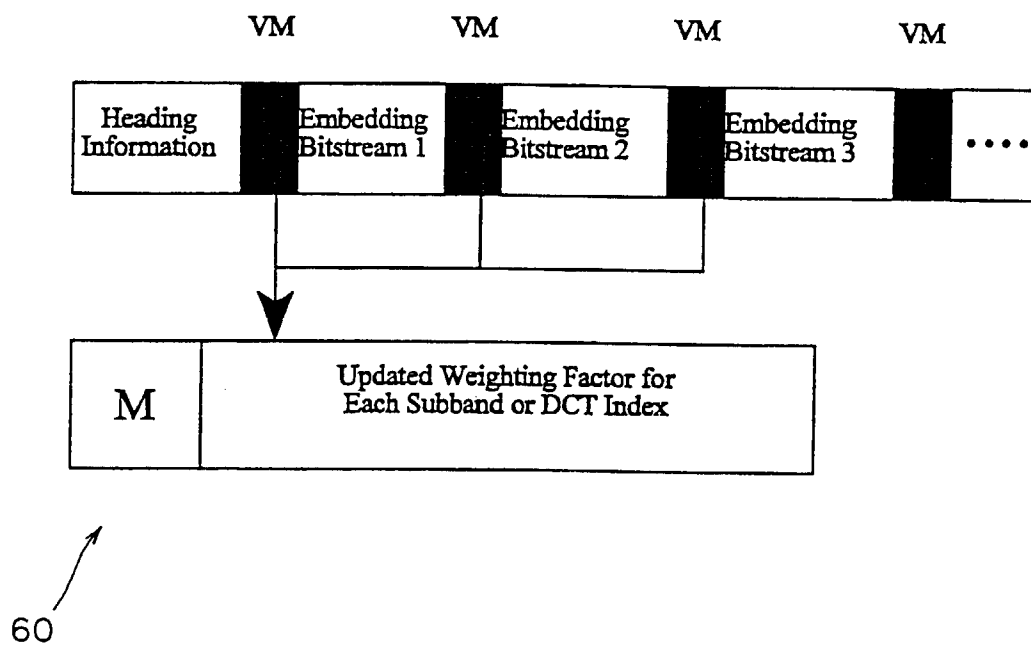 VM VM VM VM
Heading Information
Embedding Bitstream 1
Embedding Bitstream 2
Embedding Bitstream 3
....
M
Updated Weighting Factor for
Each Subband or DCT Index
60